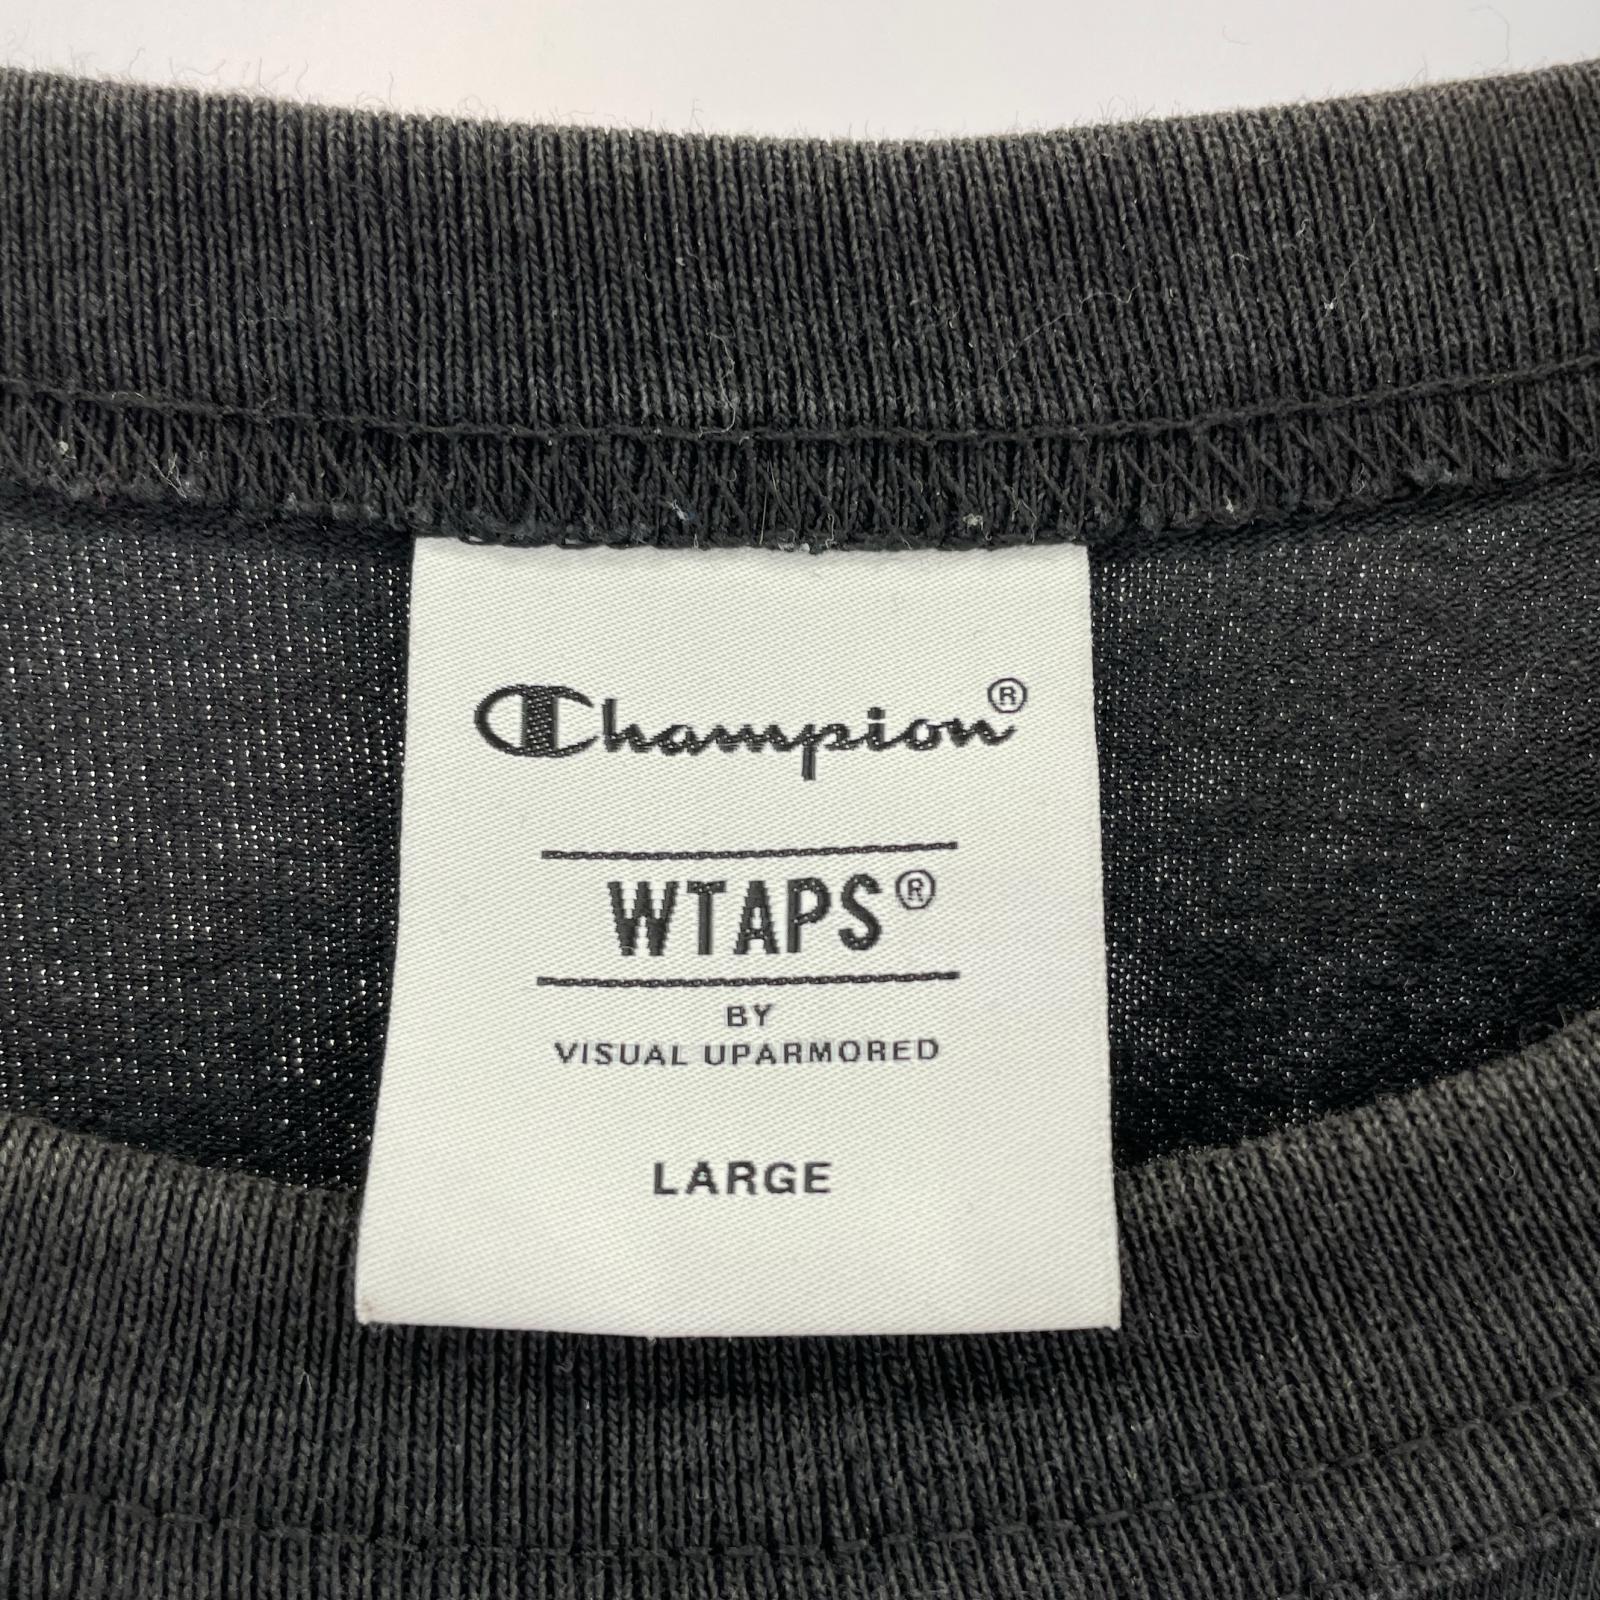 Champion®
WTAPS®
BY
VISUAL UPARMORED
LARGE